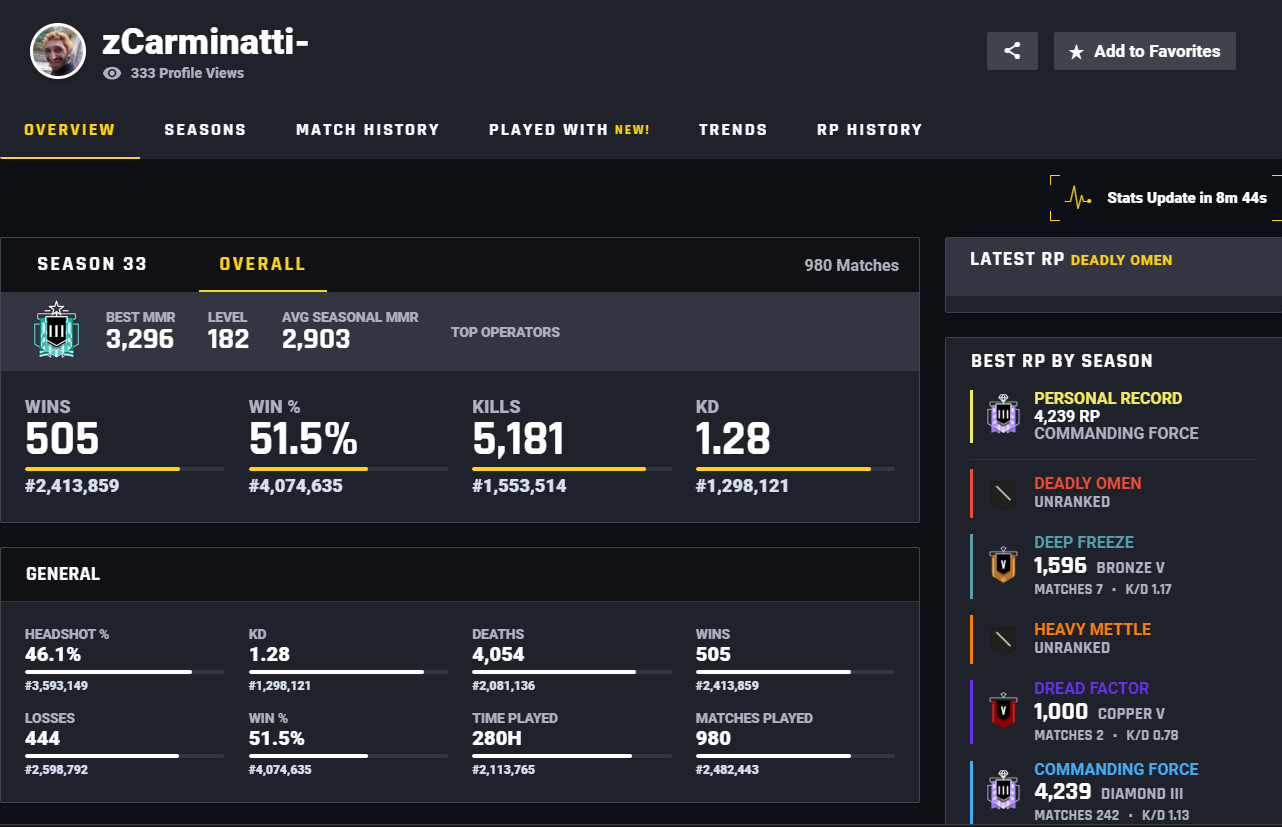 zCarminatti-
333 Profile Views
Add to Favorites
OVERVIEW SEASONS MATCH HISTORY PLAYED WITH NEW! TRENDS RP HISTORY
Stats Update in 8m 44s
SEASON 33 OVERALL 980 Matches
BEST MMR LEVEL AVG SEASONAL MMR TOP OPERATORS
3,296 182 2,903
WINS WIN % KILLS KD
505 51.5% 5,181 1.28
#2,413,859 #4,074,635 #1,553,514 #1,298,121
GENERAL
HEADSHOT % KD DEATHS WINS
46.1% 1.28 4,054 505
#3,593,149 #1,298,121 #2,081,136 #2,413,859
LOSSES WIN % TIME PLAYED MATCHES PLAYED
444 51.5% 280H 980
#2,598,792 #4,074,635 #2,113,765 #2,482,443
LATEST RP DEADLY OMEN
BEST RP BY SEASON
III
PERSONAL RECORD
4,239 RP
COMMANDING FORCE
DEADLY OMEN
UNRANKED
DEEP FREEZE
V
1,596 BRONZE V
MATCHES 7 • K/D 1.17
HEAVY METTLE
UNRANKED
DREAD FACTOR
V
1,000 COPPER V
MATCHES 2 • K/D 0.78
COMMANDING FORCE
III
4,239 DIAMOND III
MATCHES 242 • K/D 1.13